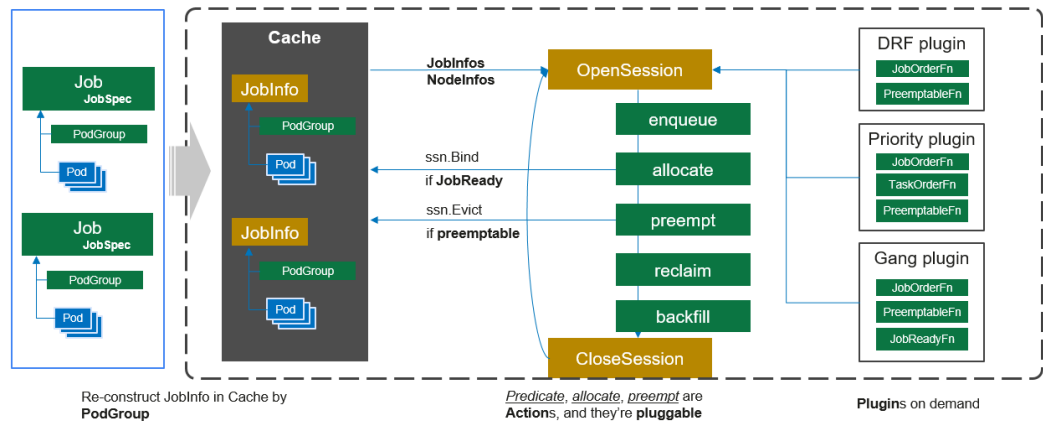 Job
JobSpec
PodGroup
Pod
Job
JobSpec
PodGroup
Pod
Cache
JobInfo
PodGroup
Pod
JobInfo
PodGroup
Pod
JobInfos
NodeInfos
ssn.Bind
if JobReady
ssn.Evict
if preemptable
OpenSession
enqueue
allocate
preempt
reclaim
backfill
CloseSession
DRF plugin
JobOrderFn
PreemptableFn
Priority plugin
JobOrderFn
TaskOrderFn
PreemptableFn
Gang plugin
JobOrderFn
PreemptableFn
JobReadyFn
Re-construct JobInfo in Cache by
PodGroup
Predicate, allocate, preempt are
Actions, and they're pluggable
Plugins on demand